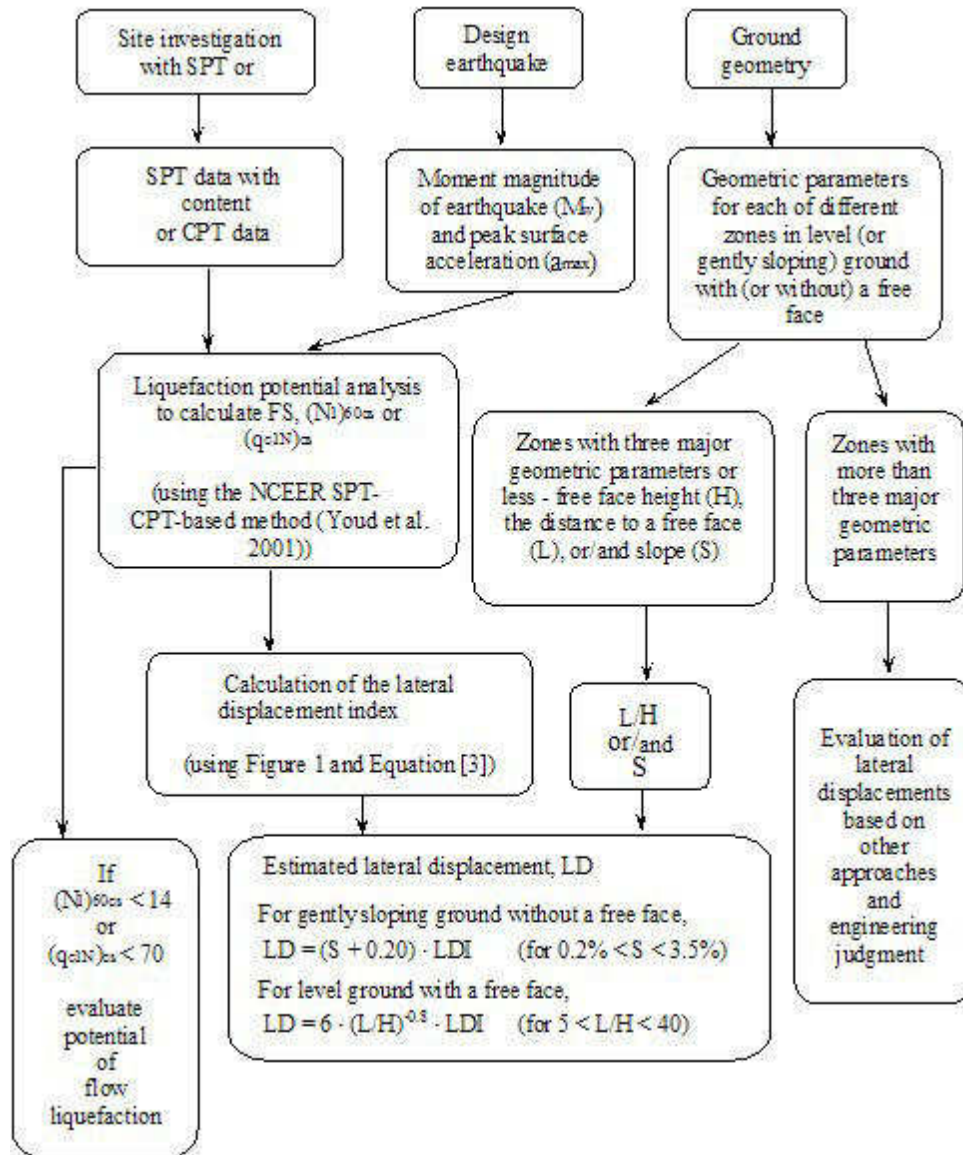 Site investigation
with SPT or
Design
earthquake
Ground
geometry
SPT data with
content
or CPT data
Moment magnitude
of earthquake (Mw)
and peak surface
acceleration (amax)
Geometric parameters
for each of different
zones in level (or
gently sloping) ground
with (or without) a free
face
Liquefaction potential analysis
to calculate FS, (N1)60cs or
(qc1N)cs
(using the NCEER SPT-
CPT-based method (Youd et al.
2001))
Zones with three major
geometric parameters or
less - free face height (H),
the distance to a free face
(L), or/and slope (S)
Zones with
more than
three major
geometric
parameters
Calculation of the lateral
displacement index
(using Figure 1 and Equation [3])
L/H
or/and
S
Evaluation of
lateral
displacements
based on
other
approaches
and
engineering
judgment
If
(N1)60cs < 14
or
(qc1N)cs < 70
evaluate
potential
of
flow
liquefaction
Estimated lateral displacement, LD
For gently sloping ground without a free face,
LD = (S + 0.20) · LDI (for 0.2% < S < 3.5%)
For level ground with a free face,
LD = 6 · (L/H)^-0.8 · LDI (for 5 < L/H < 40)